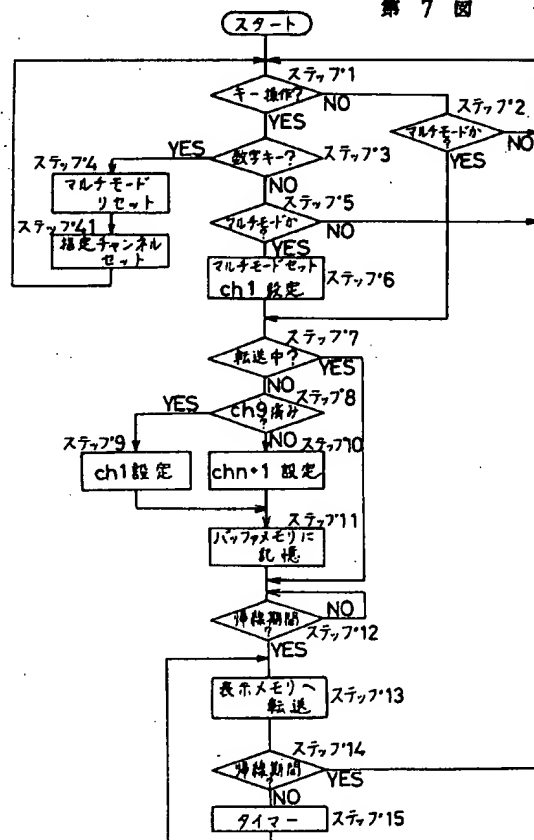 第 7 図
スタート
ステップ1
キー操作?
NO
YES
ステップ2
マルチモードか?
NO
YES
ステップ3
数字キー?
YES
NO
ステップ4
マルチモード
リセット
ステップ41
指定チャンネル
セット
ステップ5
マルチモードか?
NO
YES
マルチモードセット
ch1 設定
ステップ6
ステップ7
転送中?
YES
NO
ステップ8
ch9済み?
YES
NO
ステップ9
ch1設定
ステップ10
chn+1 設定
ステップ11
バッファメモリに
記憶
帰線期間?
NO
ステップ12
YES
表示メモリへ
転送
ステップ13
ステップ14
帰線期間?
YES
NO
タイマー
ステップ15